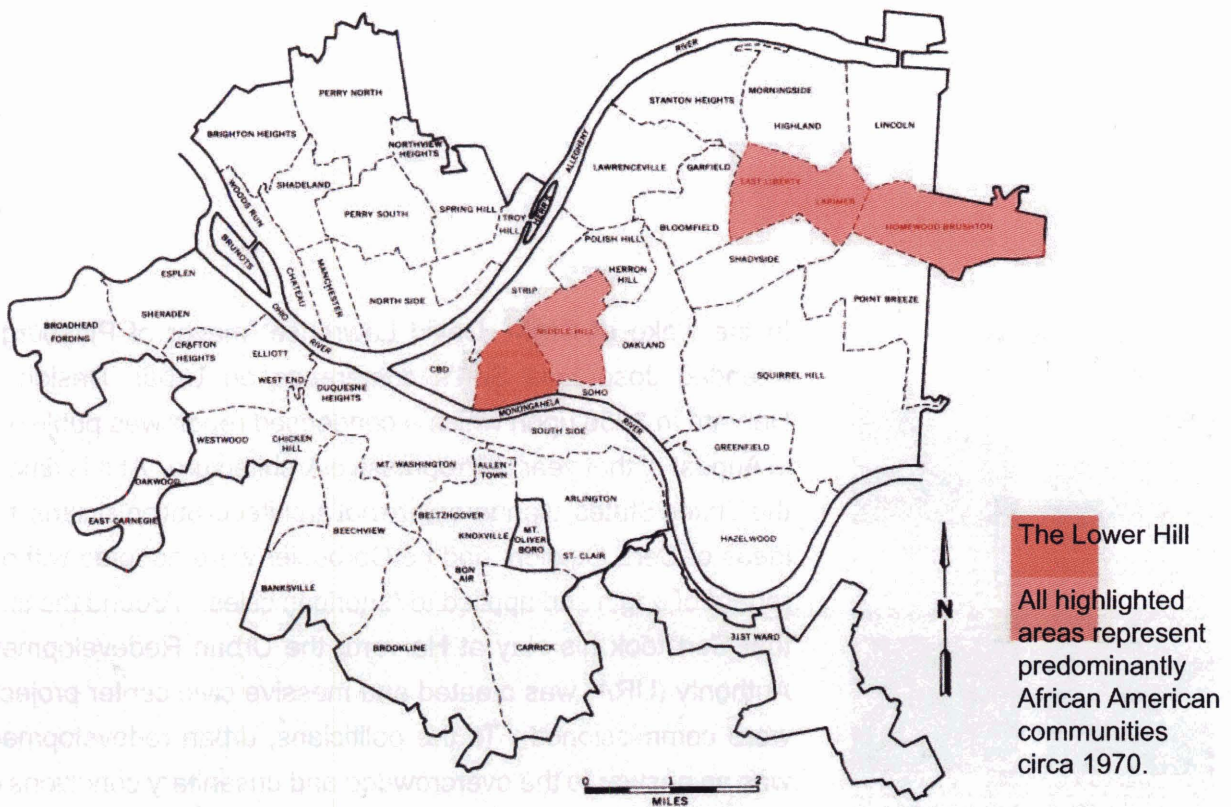 RIVER
ALLEGHENY
PERRY NORTH
STANTON HEIGHTS
MORNINGSIDE
BRIGHTON HEIGHTS
NORTHVIEW
HEIGHTS
HIGHLAND
LINCOLN
LAWRENCEVILLE
GARFIELD
WOODS RUN
SHADELAND
EAST LIBERTY
LARIMER
PERRY SOUTH
SPRING HILL
TROY
HILL
HERR'S
HOMEWOOD BRUSHTON
BRUNOTS
POLISH HILL
BLOOMFIELD
SHADYSIDE
ESPLEN
CHATEAU
MANCHESTER
HERRON
HILL
NORTH SIDE
STRIP
POINT BREEZE
BROADHEAD
FORDING
SHERADEN
OHIO
RIVER
MIDDLE HILL
OAKLAND
CRAFTON
HEIGHTS
ELLIOTT
CBD
SQUIRREL HILL
WEST END
DUQUESNE
HEIGHTS
SOHO
MONONGAHELA
RIVER
SOUTH SIDE
WESTWOOD
CHICKEN
HILL
GREENFIELD
MT. WASHINGTON
ALLEN
TOWN
OAKWOOD
ARLINGTON
EAST CARNEGIE
BELTZHOOVER
BEECHVIEW
KNOXVILLE
MT.
OLIVER
BORO
HAZELWOOD
ST. CLAIR
BON
AIR
BANKSVILLE
31ST WARD
BROOKLINE
CARRICK
The Lower Hill
All highlighted
areas represent
predominantly
African American
communities
circa 1970.
N
0
2
MILES